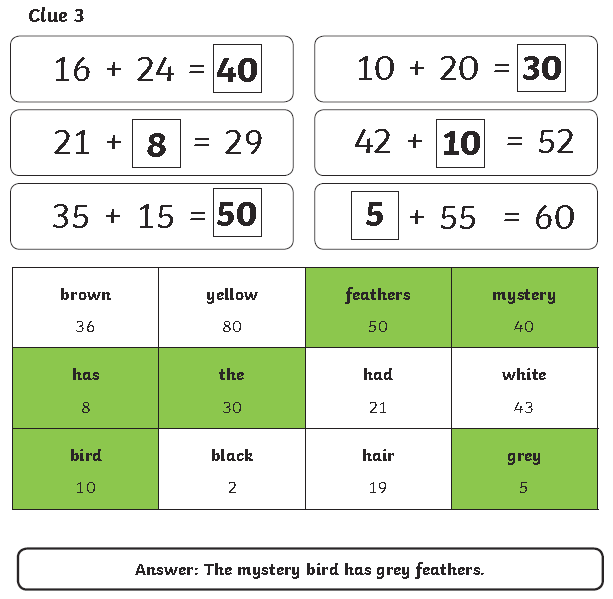 Clue 3
16 + 24 = 40
10 + 20 = 30
21 + 8 = 29
42 + 10 = 52
35 + 15 = 50
5 + 55 = 60
brown yellow feathers mystery
36 80 50 40
has the had white
8 30 21 43
bird black hair grey
10 2 19 5
Answer: The mystery bird has grey feathers.